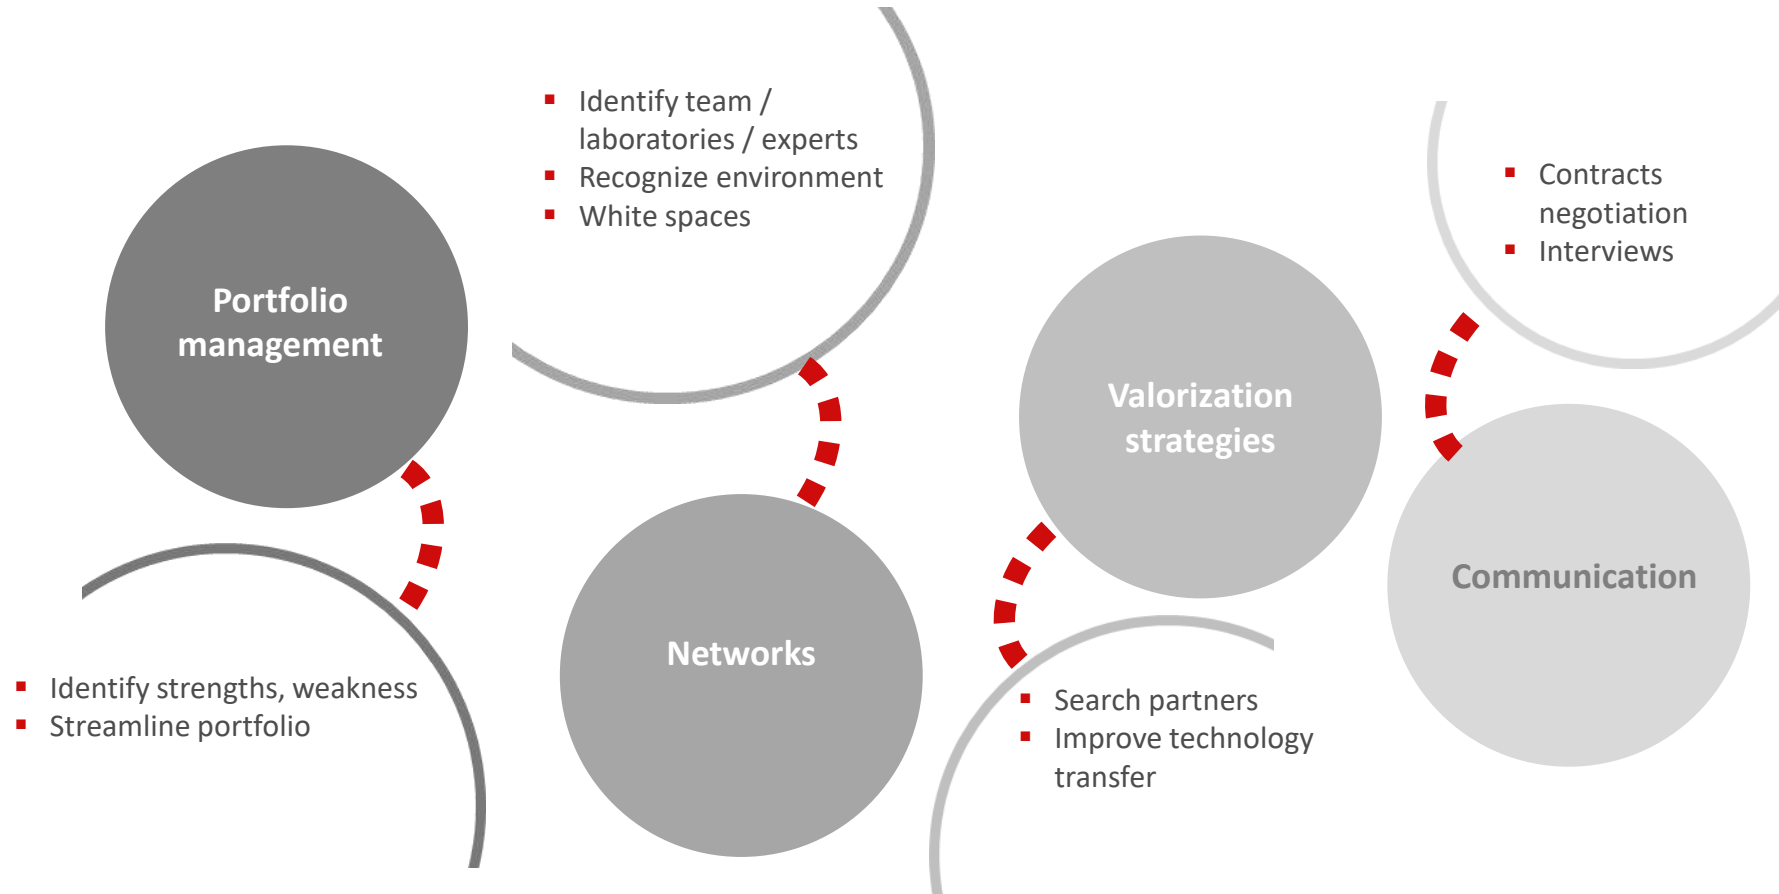 Portfolio
management
▪ Identify strengths, weakness
▪ Streamline portfolio
▪ Identify team /
laboratories / experts
▪ Recognize environment
▪ White spaces
Networks
Valorization
strategies
▪ Search partners
▪ Improve technology
transfer
▪ Contracts
negotiation
▪ Interviews
Communication